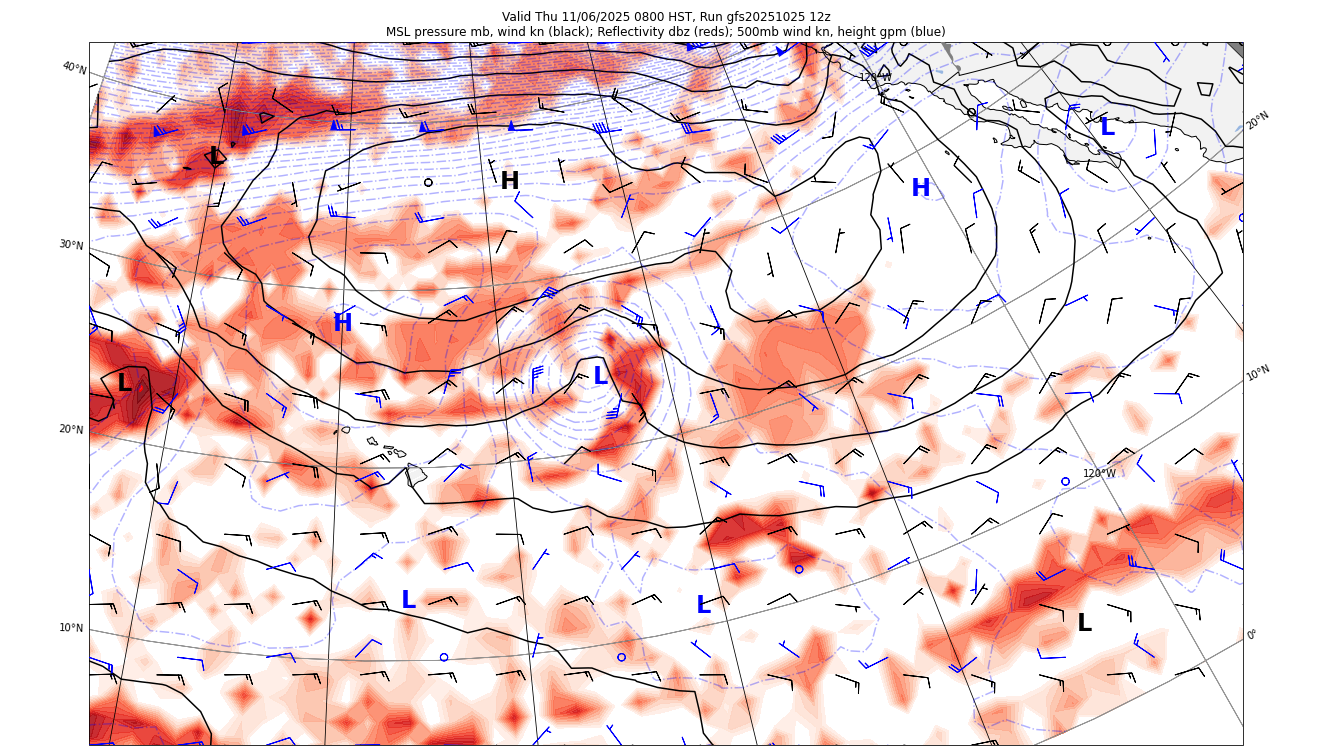 Valid Thu 11/06/2025 0800 HST, Run gfs20251025 12z
MSL pressure mb, wind kn (black); Reflectivity dbz (reds); 500mb wind kn, height gpm (blue)
40°N
120°W
20°N
L
L
H
H
30°N
H
L
L
10°N
20°N
120°W
L
L
L
10°N
0°